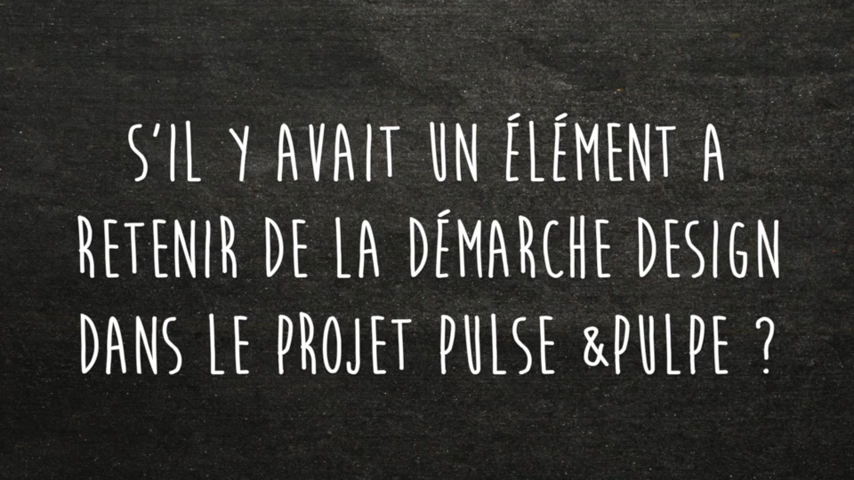 S'IL Y AVAIT UN ÉLÉMENT A
RETENIR DE LA DÉMARCHE DESIGN
DANS LE PROJET PULSE &PULPE ?